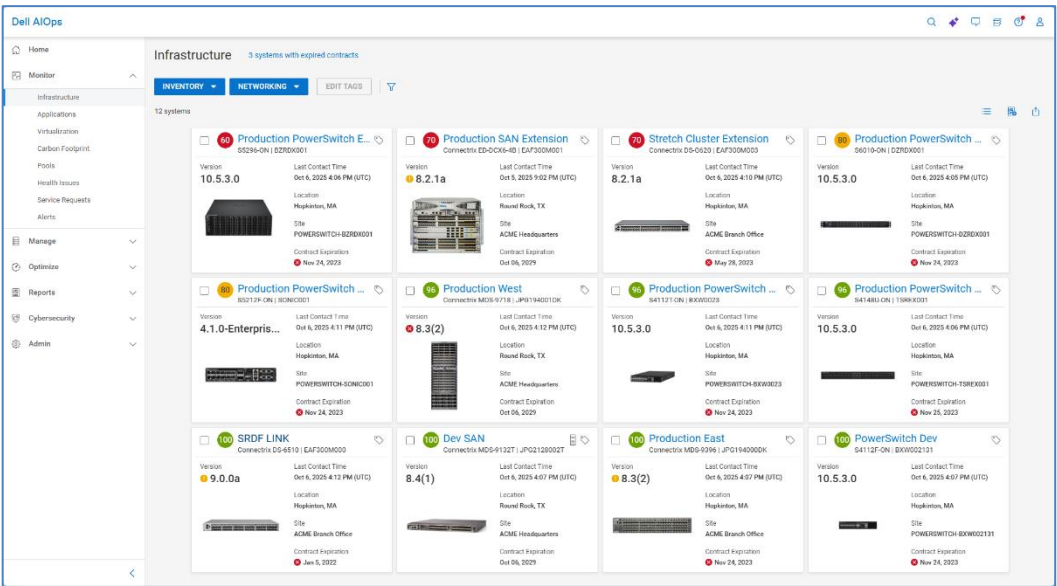 Dell AIOps
Home
Monitor
Infrastructure
Applications
Virtualization
Carbon Footprint
Pools
Health Issues
Service Requests
Alerts
Manage
Optimize
Reports
Cybersecurity
Admin
Infrastructure 3 systems with expired contracts
INVENTORY NETWORKING EDIT TAGS
12 systems
60 Production PowerSwitch E...
S5296-ON | BZRDX001
Version Last Contact Time
10.5.3.0 Oct 6, 2025 4:06 PM (UTC)
Location
Hopkinton, MA
Site
POWERSWITCH-BZRDX001
Contract Expiration
Nov 24, 2023
70 Production SAN Extension
Connectrix ED-DCX6-4B | EAF300M001
Version Last Contact Time
8.2.1a Oct 5, 2025 9:02 PM (UTC)
Location
Round Rock, TX
Site
ACME Headquarters
Contract Expiration
Oct 06, 2029
70 Stretch Cluster Extension
Connectrix DS-6620 | EAF300M003
Version Last Contact Time
8.2.1a Oct 6, 2025 4:10 PM (UTC)
Location
Hopkinton, MA
Site
ACME Branch Office
Contract Expiration
May 28, 2023
80 Production PowerSwitch ...
S6010-ON | DZRDX001
Version Last Contact Time
10.5.3.0 Oct 6, 2025 4:05 PM (UTC)
Location
Hopkinton, MA
Site
POWERSWITCH-DZRDX001
Contract Expiration
Nov 24, 2023
80 Production PowerSwitch ...
S5212F-ON | SONIC001
Version Last Contact Time
4.1.0-Enterpris... Oct 6, 2025 4:11 PM (UTC)
Location
Hopkinton, MA
Site
POWERSWITCH-SONIC001
Contract Expiration
Nov 24, 2023
96 Production West
Connectrix MDS-9718 | JPG194001DK
Version Last Contact Time
8.3(2) Oct 6, 2025 4:12 PM (UTC)
Location
Round Rock, TX
Site
ACME Headquarters
Contract Expiration
Oct 06, 2029
96 Production PowerSwitch ...
S4112T-ON | BXW0023
Version Last Contact Time
10.5.3.0 Oct 6, 2025 4:11 PM (UTC)
Location
Hopkinton, MA
Site
POWERSWITCH-BXW0023
Contract Expiration
Nov 24, 2023
96 Production PowerSwitch ...
S4148U-ON | TSREX001
Version Last Contact Time
10.5.3.0 Oct 6, 2025 4:06 PM (UTC)
Location
Hopkinton, MA
Site
POWERSWITCH-TSREX001
Contract Expiration
Nov 25, 2023
100 SRDF LINK
Connectrix DS-6510 | EAF300M000
Version Last Contact Time
9.0.0a Oct 6, 2025 4:12 PM (UTC)
Location
Hopkinton, MA
Site
ACME Branch Office
Contract Expiration
Jan 5, 2022
100 Dev SAN
Connectrix MDS-9132T | JPG2128002T
Version Last Contact Time
8.4(1) Oct 6, 2025 4:07 PM (UTC)
Location
Round Rock, TX
Site
ACME Headquarters
Contract Expiration
Oct 06, 2029
100 Production East
Connectrix MDS-9396 | JPG194000DK
Version Last Contact Time
8.3(2) Oct 6, 2025 4:07 PM (UTC)
Location
Hopkinton, MA
Site
ACME Branch Office
Contract Expiration
Nov 24, 2023
100 PowerSwitch Dev
S4112F-ON | BXW002131
Version Last Contact Time
10.5.3.0 Oct 6, 2025 4:07 PM (UTC)
Location
Hopkinton, MA
Site
POWERSWITCH-BXW002131
Contract Expiration
Nov 24, 2023